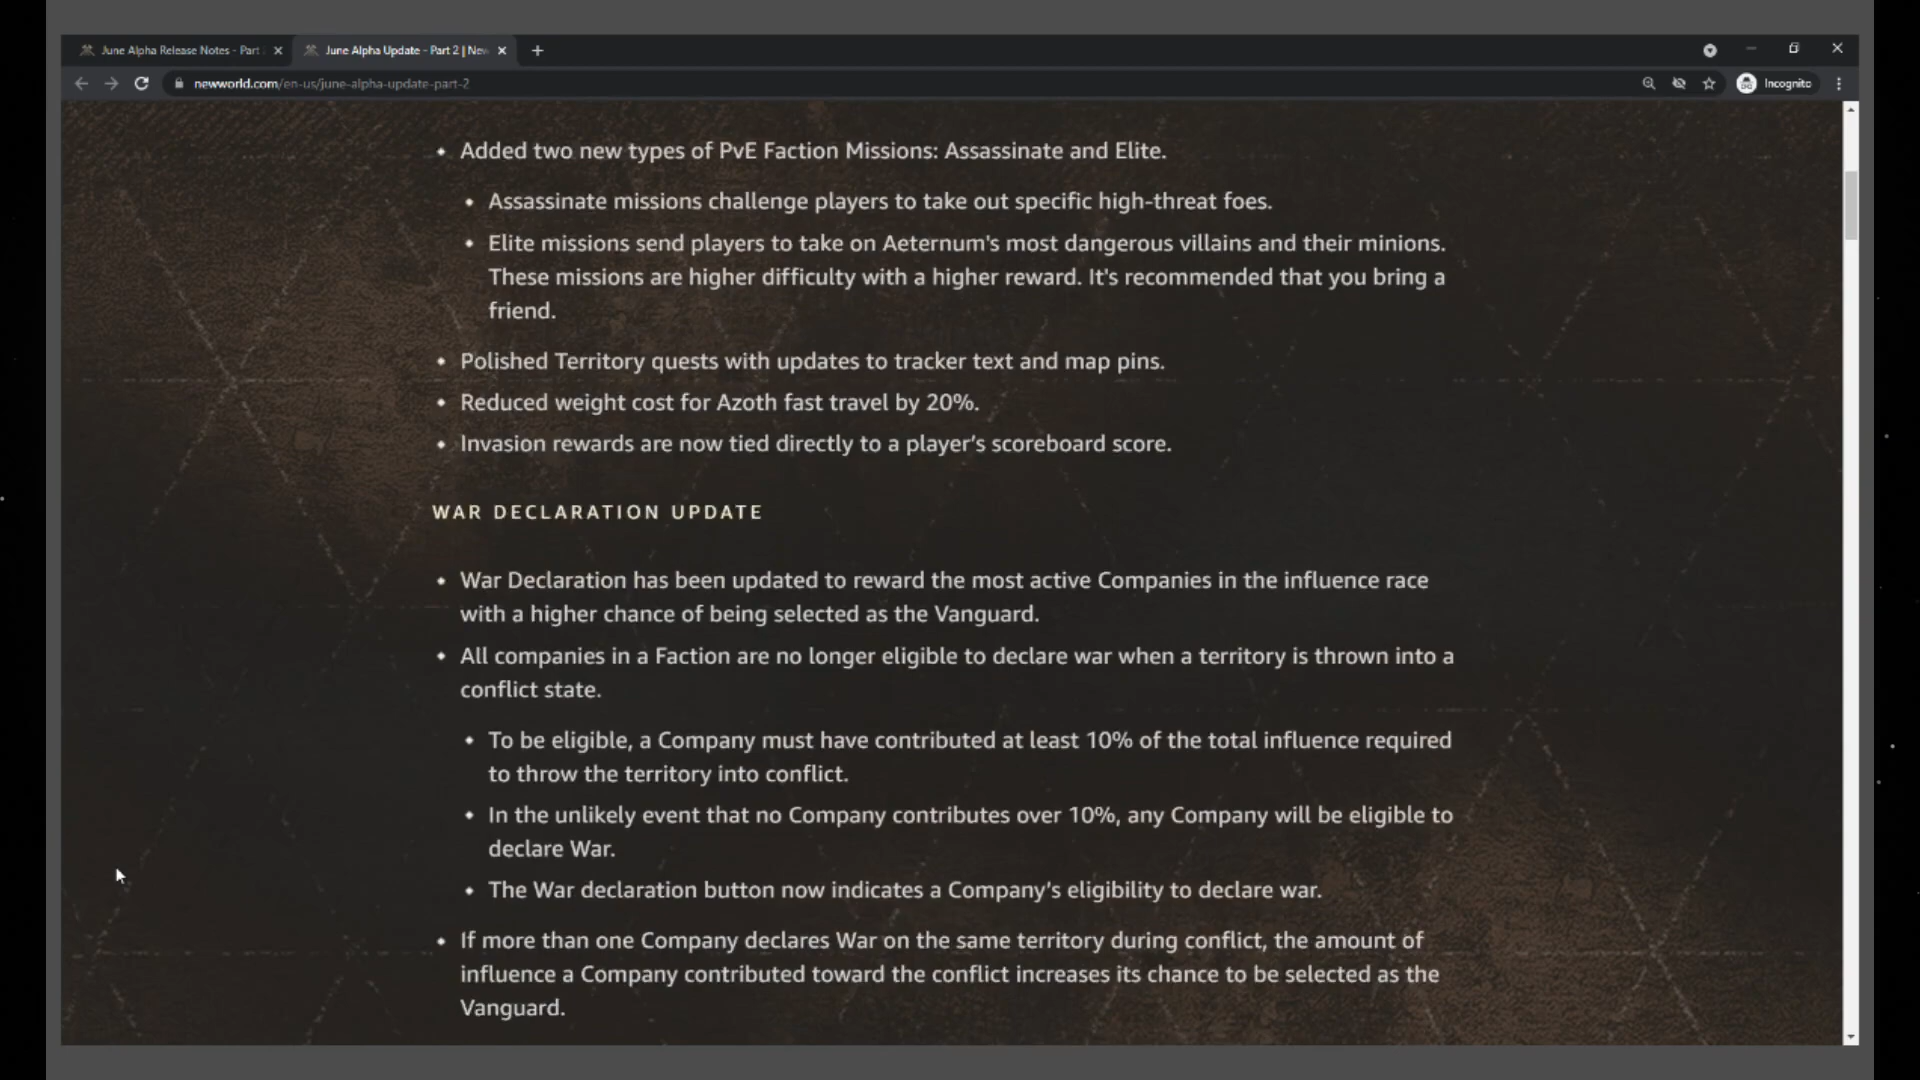 June Alpha Release Notes - Part
June Alpha Update - Part 2 | New
newworld.com/en-us/june-alpha-update-part-2
Incognito
• Added two new types of PvE Faction Missions: Assassinate and Elite.
• Assassinate missions challenge players to take out specific high-threat foes.
• Elite missions send players to take on Aeternum's most dangerous villains and their minions.
These missions are higher difficulty with a higher reward. It's recommended that you bring a
friend.
• Polished Territory quests with updates to tracker text and map pins.
• Reduced weight cost for Azoth fast travel by 20%.
• Invasion rewards are now tied directly to a player's scoreboard score.
WAR DECLARATION UPDATE
• War Declaration has been updated to reward the most active Companies in the influence race
with a higher chance of being selected as the Vanguard.
• All companies in a Faction are no longer eligible to declare war when a territory is thrown into a
conflict state.
• To be eligible, a Company must have contributed at least 10% of the total influence required
to throw the territory into conflict.
• In the unlikely event that no Company contributes over 10%, any Company will be eligible to
declare War.
• The War declaration button now indicates a Company's eligibility to declare war.
• If more than one Company declares War on the same territory during conflict, the amount of
influence a Company contributed toward the conflict increases its chance to be selected as the
Vanguard.